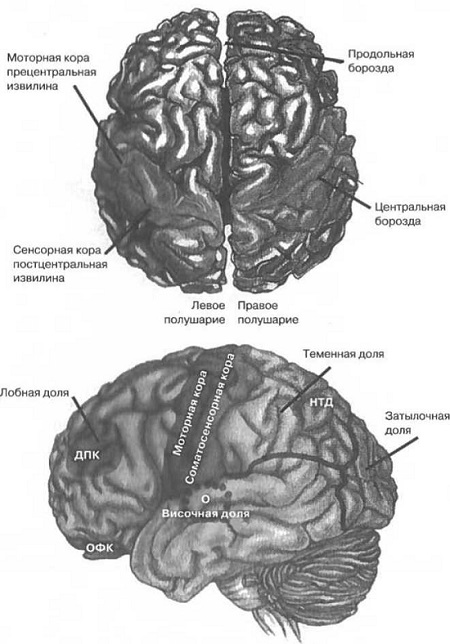 Моторная кора
прецентральная
извилина
Продольная
борозда
Центральная
борозда
Сенсорная кора
постцентральная
извилина
Левое
полушарие
Правое
полушарие
Теменная доля
Лобная доля
Моторная кора
Соматосенсорная кора
НТД
Затылочная
доля
ДПК
О
Височная доля
ОФК